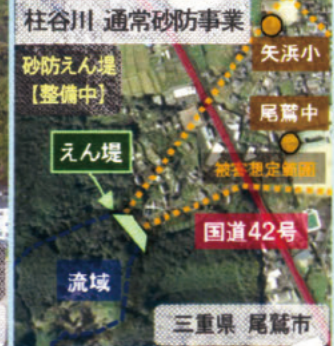 柱谷川 通常砂防事業
矢浜小
砂防えん堤
【整備中】
尾鷲中
えん堤
被害想定範囲
国道42号
流域
三重県 尾鷲市